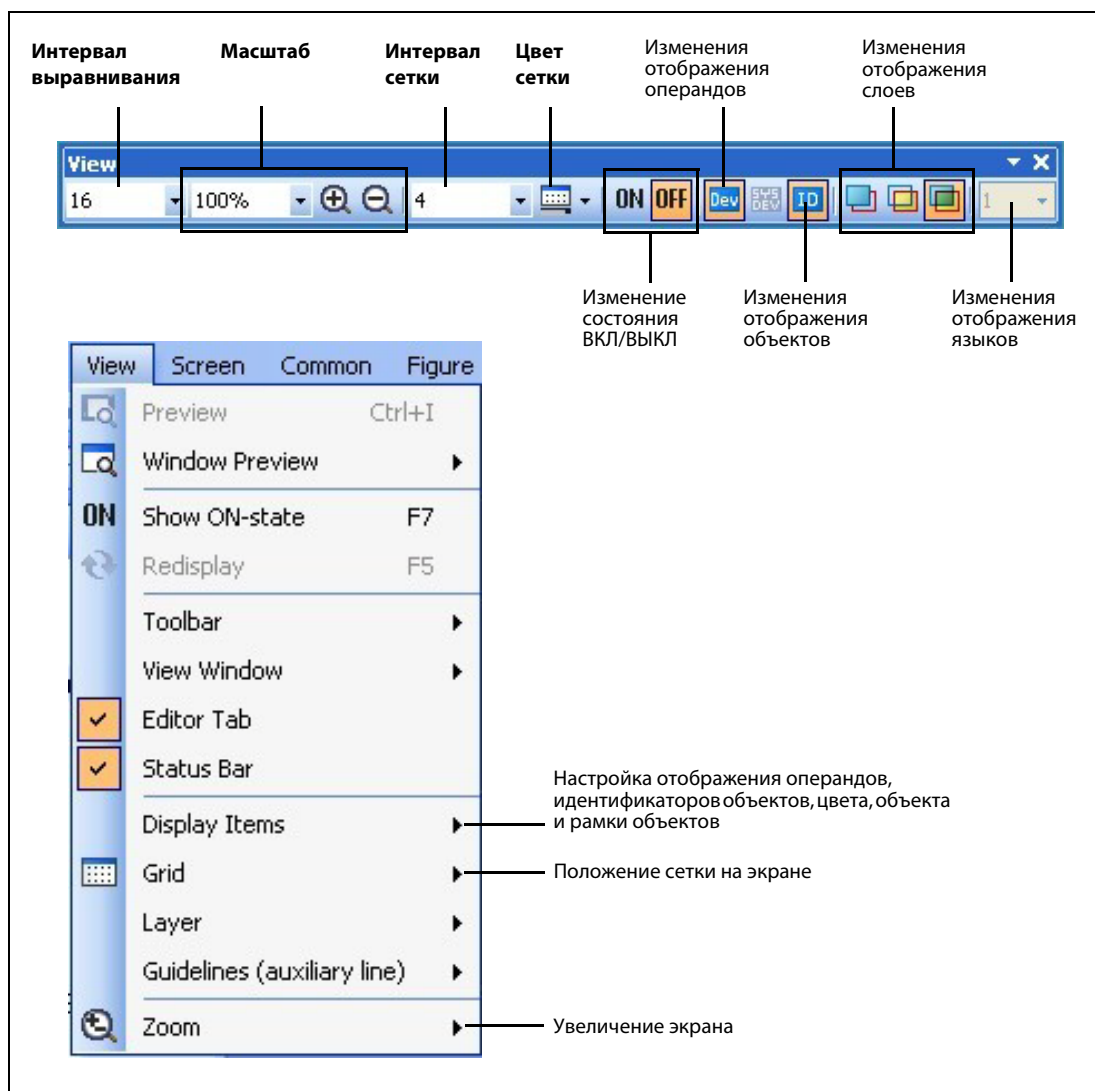 Интервал
выравнивания
Масштаб
Интервал
сетки
Цвет
сетки
Изменения
отображения
операндов
Изменения
отображения
слоев
View
16
100%
4
ON OFF Dev SYS DEV ID
1
Изменение
состояния
ВКЛ/ВЫКЛ
Изменения
отображения
объектов
Изменения
отображения
языков
View Screen Common Figure
Preview Ctrl+I
Window Preview
ON Show ON-state F7
Redisplay F5
Toolbar
View Window
Editor Tab
Status Bar
Display Items
Настройка отображения операндов,
идентификаторов объектов, цвета, объекта
и рамки объектов
Grid
Положение сетки на экране
Layer
Guidelines (auxiliary line)
Zoom
Увеличение экрана